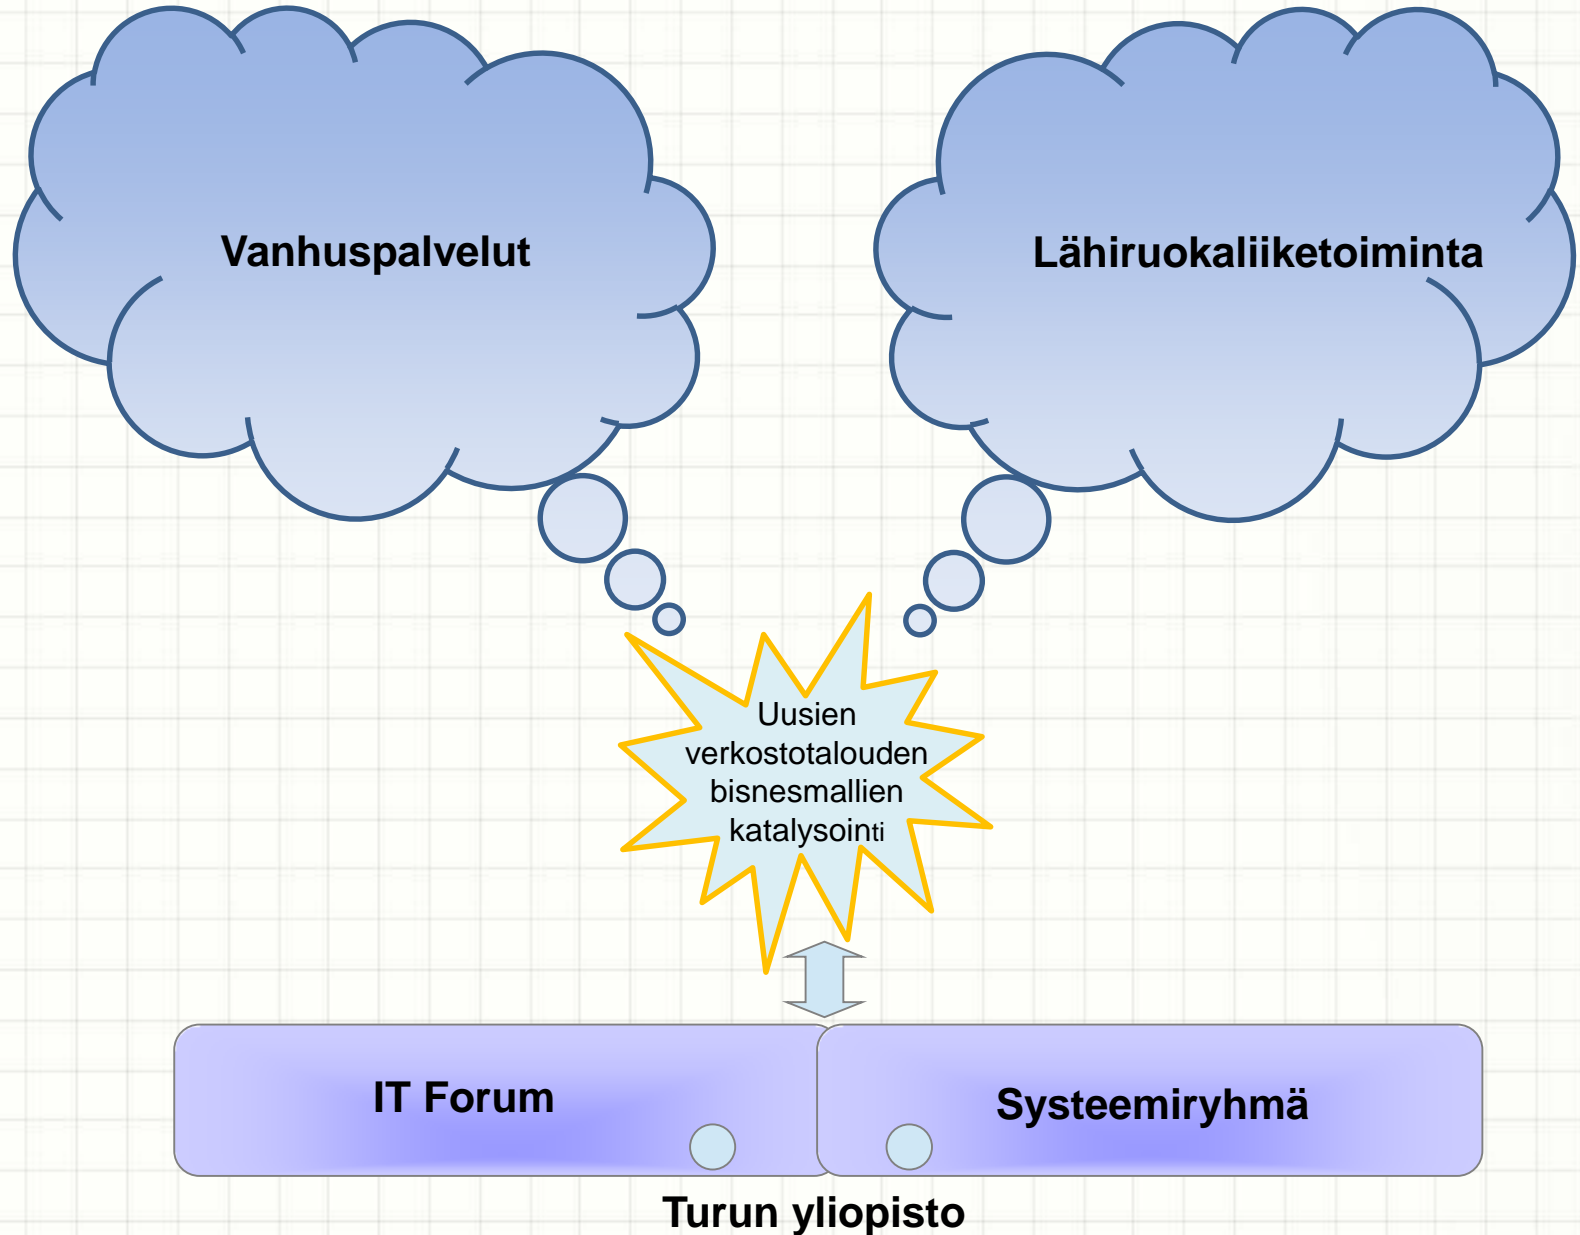 Vanhuspalvelut
Lähiruokaliiketoiminta
Uusien
verkostotalouden
bisnesmallien
katalysointi
IT Forum
Systeemiryhmä
Turun yliopisto